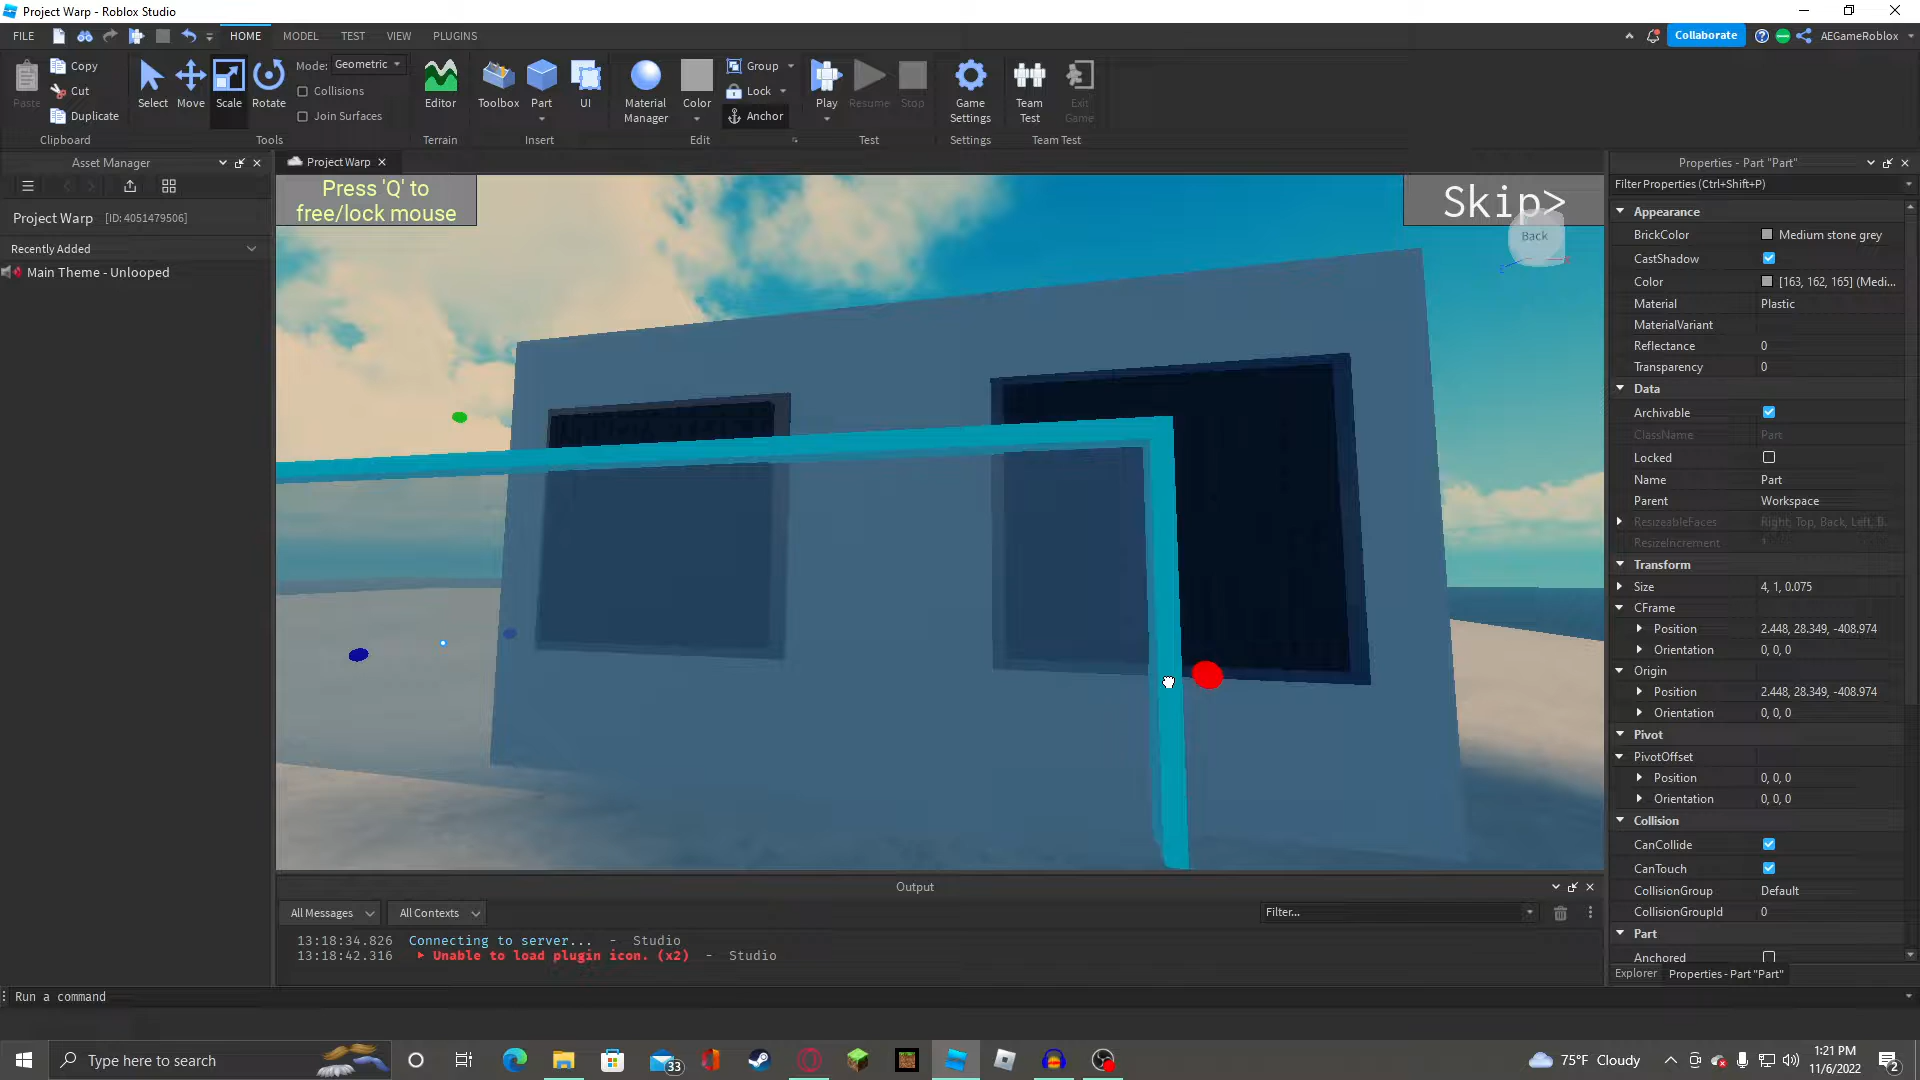 Project Warp - Roblox Studio
FILE HOME MODEL TEST VIEW PLUGINS
Collaborate AEGameRoblox
Paste Copy Cut Duplicate
Clipboard
Select Move Scale Rotate
Mode: Geometric
Collisions
Join Surfaces
Tools
Editor
Terrain
Toolbox Part UI
Insert
Material Manager Color
Group
Lock
Anchor
Edit
Play Resume Stop
Test
Game Settings
Settings
Team Test Exit Game
Team Test
Asset Manager
Project Warp [ID: 4051479506]
Recently Added
Main Theme - Unlooped
Project Warp
Press 'Q' to
free/lock mouse
Skip>
Back
Properties - Part "Part"
Filter Properties (Ctrl+Shift+P)
Appearance
BrickColor Medium stone grey
CastShadow
Color [163, 162, 165] (Medi...
Material Plastic
MaterialVariant
Reflectance 0
Transparency 0
Data
Archivable
ClassName Part
Locked
Name Part
Parent Workspace
ResizeableFaces Right, Top, Back, Left, B
ResizeIncrement 1
Transform
Size 4, 1, 0.075
CFrame
Position 2.448, 28.349, -408.974
Orientation 0, 0, 0
Origin
Position 2.448, 28.349, -408.974
Orientation 0, 0, 0
Pivot
PivotOffset
Position 0, 0, 0
Orientation 0, 0, 0
Collision
CanCollide
CanTouch
CollisionGroup Default
CollisionGroupId 0
Part
Anchored
Explorer Properties - Part "Part"
Output
All Messages All Contexts Filter...
13:18:34.826 Connecting to server... - Studio
13:18:42.316 Unable to load plugin icon. (x2) - Studio
Run a command
Type here to search
33
75°F Cloudy
1:21 PM
11/6/2022
2